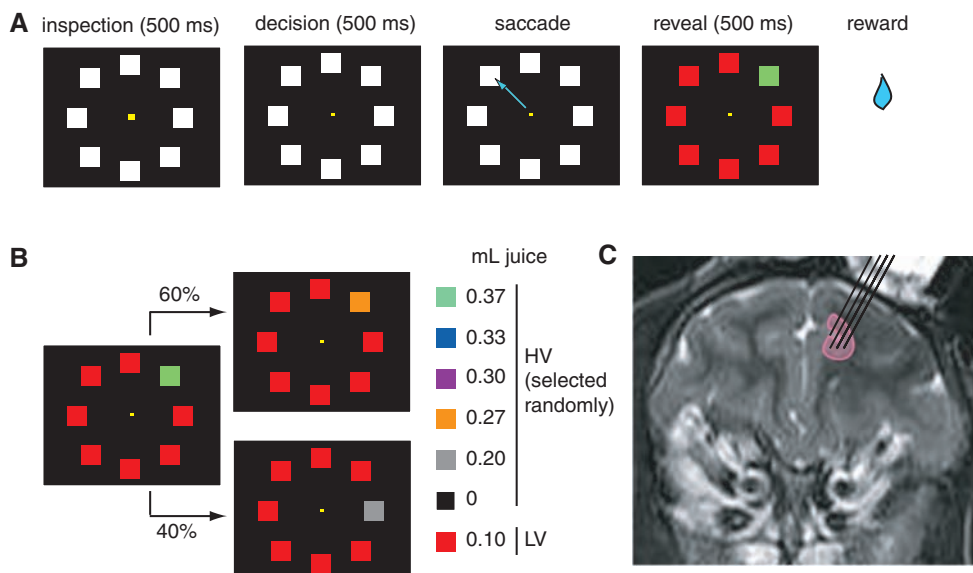 A
inspection (500 ms)
decision (500 ms)
saccade
reveal (500 ms)
reward
B
60%
40%
mL juice
0.37
0.33
0.30
0.27
0.20
0
0.10
HV
(selected
randomly)
LV
C